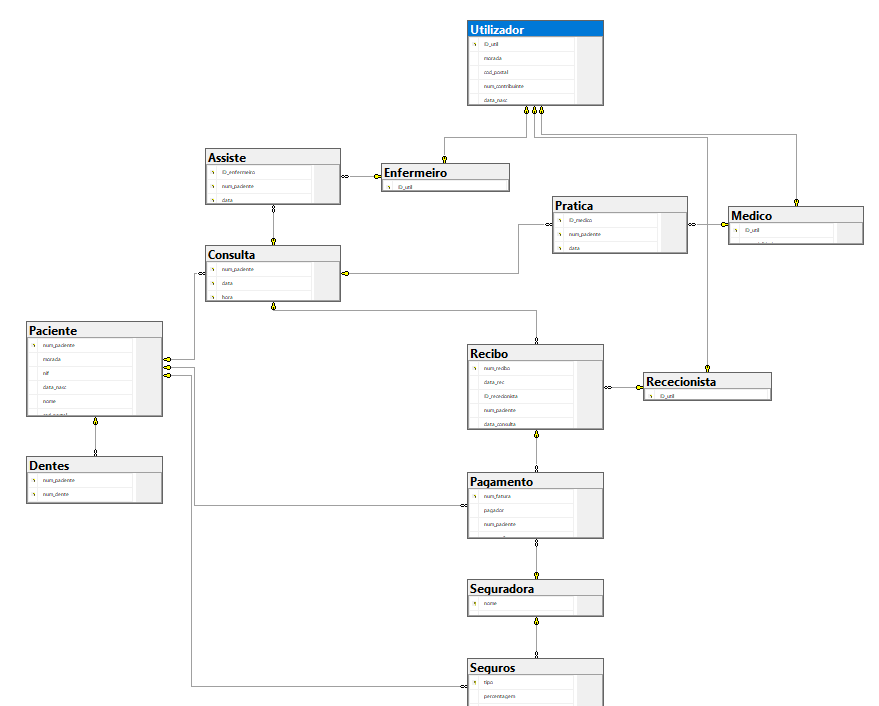 Utilizador
ID_util
morada
cod_postal
num_contribuinte
data_nasc
Assiste
ID_enfermeiro
num_paciente
data
Enfermeiro
ID_util
Pratica
ID_medico
num_paciente
data
Medico
ID_util
Consulta
num_paciente
data
hora
Paciente
num_paciente
morada
nif
data_nasc
nome
Recibo
num_recibo
data_rec
ID_rececionista
num_paciente
data_consulta
Rececionista
ID_util
Dentes
num_paciente
num_dente
Pagamento
num_fatura
pagador
num_paciente
Seguradora
nome
Seguros
tipo
percentagem